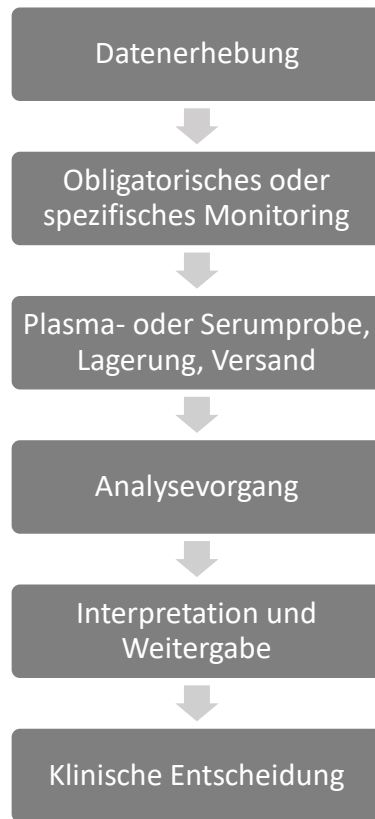 Datenerhebung
Obligatorisches oder
spezifisches Monitoring
Plasma- oder Serumprobe,
Lagerung, Versand
Analysevorgang
Interpretation und
Weitergabe
Klinische Entscheidung